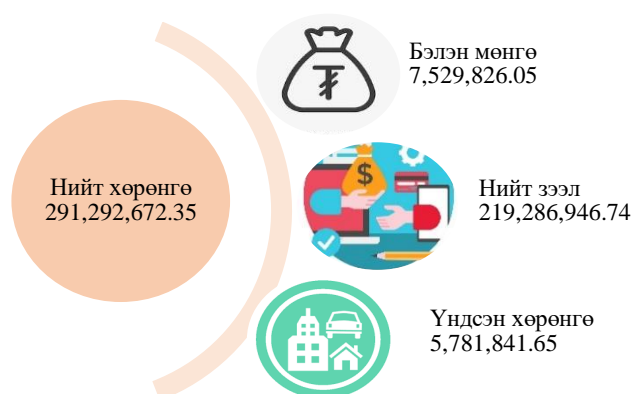 Бэлэн мөнгө
7,529,826.05
Нийт хөрөнгө
291,292,672.35
$
Нийт зээл
219,286,946.74
Үндсэн хөрөнгө
5,781,841.65